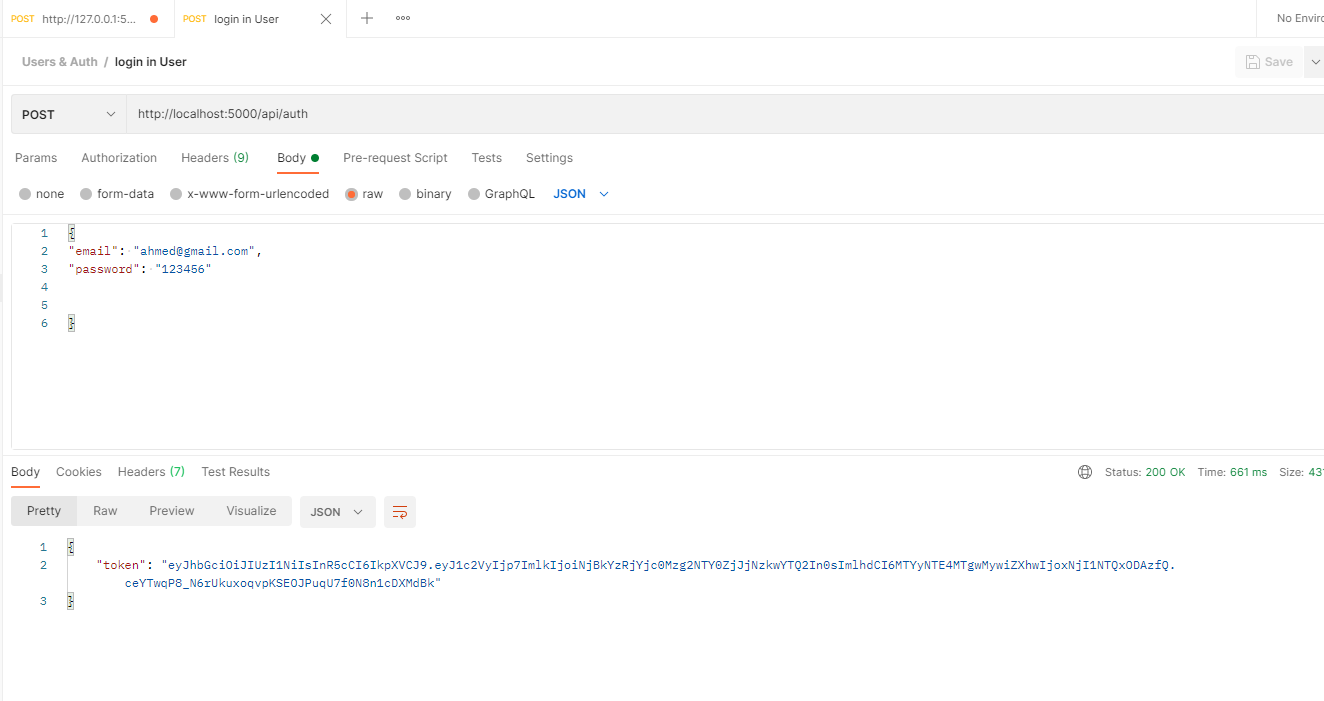 POST http://127.0.0.1:5... POST login in User No Enviro
Users & Auth / login in User Save
POST http://localhost:5000/api/auth
Params Authorization Headers (9) Body Pre-request Script Tests Settings
none form-data x-www-form-urlencoded raw binary GraphQL JSON
1 {
2 "email": "ahmed@gmail.com",
3 "password": "123456"
4
5
6 }
Body Cookies Headers (7) Test Results Status: 200 OK Time: 661 ms Size: 431
Pretty Raw Preview Visualize JSON
1 {
2 "token": "eyJhbGciOiJIUzI1NiIsInR5cCI6IkpXVCJ9.eyJ1c2VyIjp7ImlkIjoiNjBkYzRjYjc0Mzg2NTY0ZjJjNzkwYTQ2In0sImlhdCI6MTYyNTE4MTgwMywiZXhwIjoxNjI1NTQxODAzfQ.
ceYTwqP8_N6rUkuxoqvpKSEOJPuqU7f0N8n1cDXMdBk"
3 }